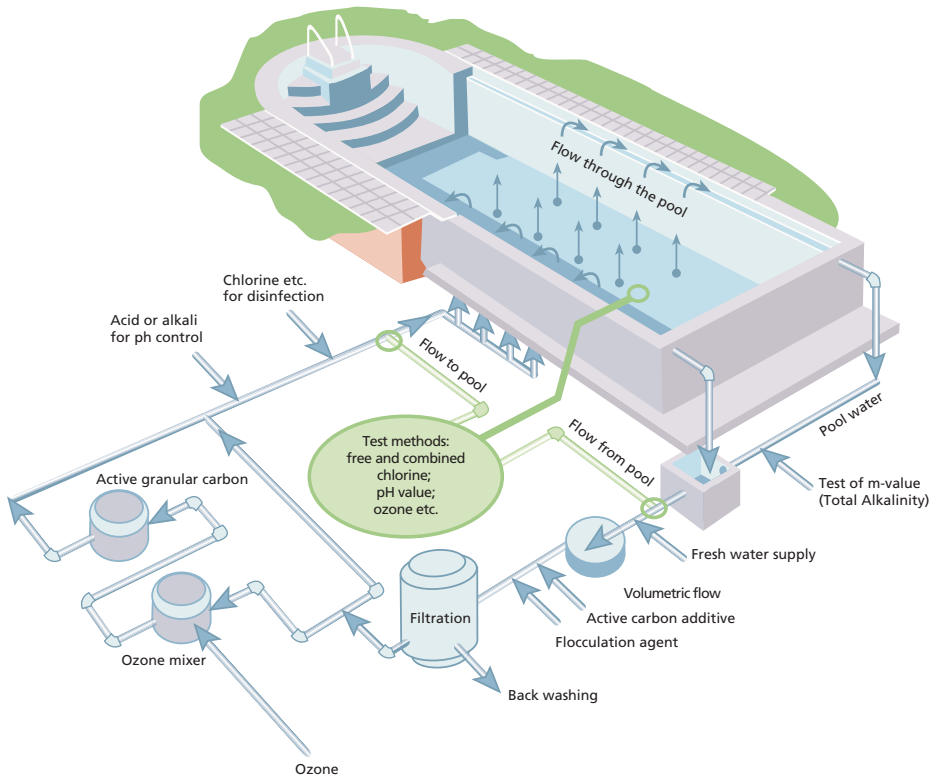 Flow through the pool
Chlorine etc.
for disinfection
Acid or alkali
for ph control
Flow to pool
Flow from pool
Pool water
Test methods:
free and combined
chlorine;
pH value;
ozone etc.
Active granular carbon
Test of m-value
(Total Alkalinity)
Fresh water supply
Volumetric flow
Active carbon additive
Flocculation agent
Filtration
Ozone mixer
Back washing
Ozone